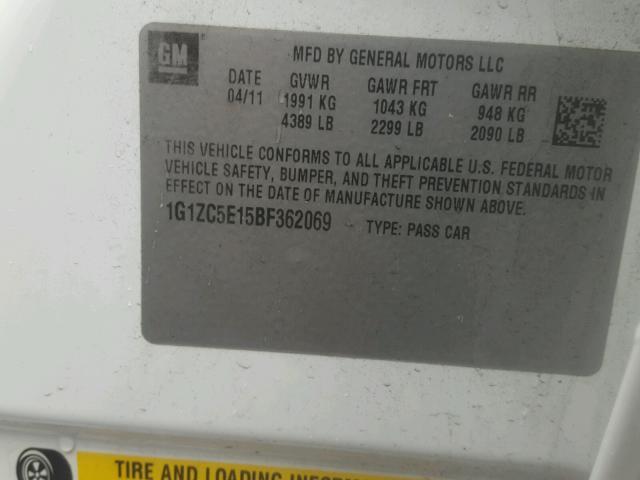 GM
MFD BY GENERAL MOTORS LLC
DATE GVWR GAWR FRT GAWR RR
04/11 1991 KG 1043 KG 948 KG
4389 LB 2299 LB 2090 LB
THIS VEHICLE CONFORMS TO ALL APPLICABLE U.S. FEDERAL MOTOR
VEHICLE SAFETY, BUMPER, AND THEFT PREVENTION STANDARDS IN
EFFECT ON THE DATE OF MANUFACTURE SHOWN ABOVE.
1G1ZC5E15BF362069 TYPE: PASS CAR
TIRE AND LOADING